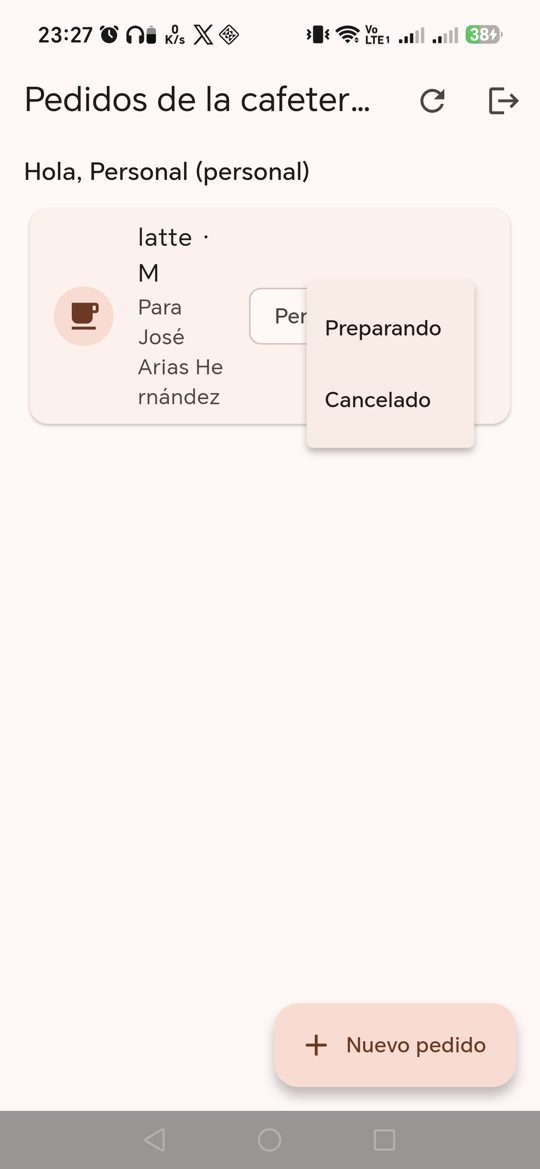 23:27 0 K/s Vo LTE1 38
Pedidos de la cafeter...
Hola, Personal (personal)
latte ·
M
Para
José
Arias He
rnández
Per
Preparando
Cancelado
+ Nuevo pedido